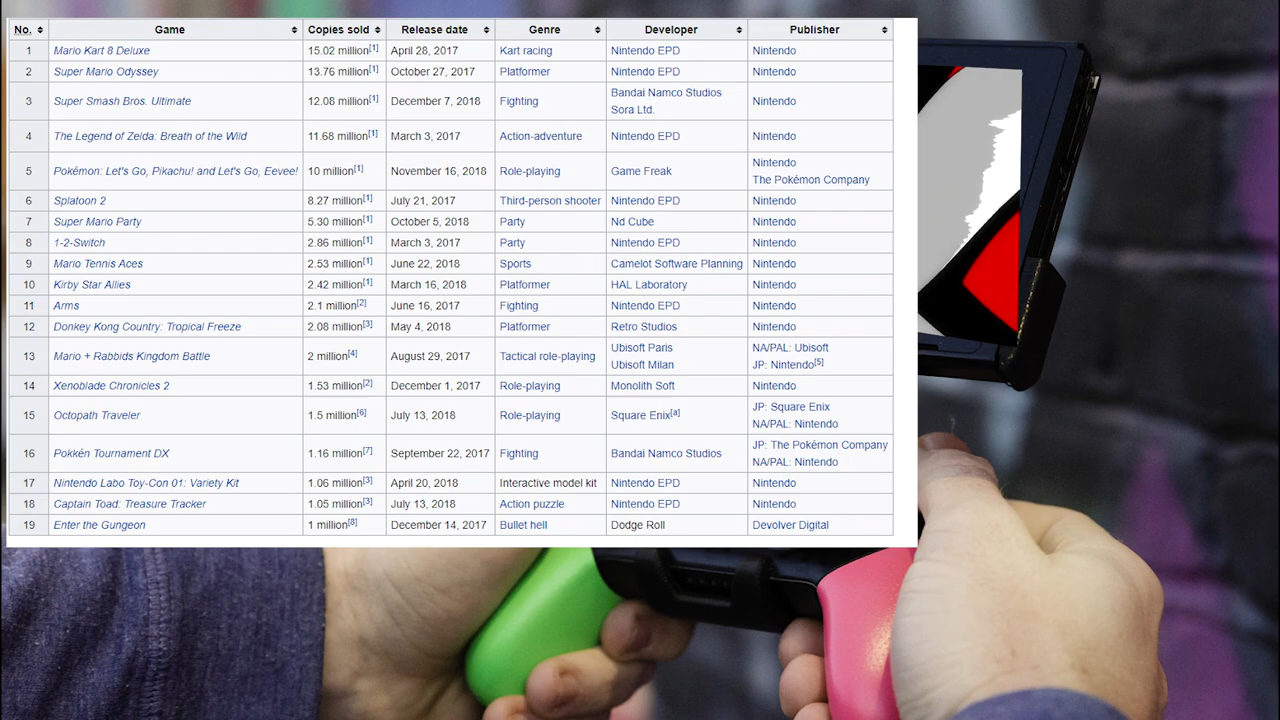 No. Game Copies sold Release date Genre Developer Publisher
1 Mario Kart 8 Deluxe 15.02 million[1] April 28, 2017 Kart racing Nintendo EPD Nintendo
2 Super Mario Odyssey 13.76 million[1] October 27, 2017 Platformer Nintendo EPD Nintendo
3 Super Smash Bros. Ultimate 12.08 million[1] December 7, 2018 Fighting Bandai Namco Studios Nintendo
Sora Ltd.
4 The Legend of Zelda: Breath of the Wild 11.68 million[1] March 3, 2017 Action-adventure Nintendo EPD Nintendo
5 Pokémon: Let's Go, Pikachu! and Let's Go, Eevee! 10 million[1] November 16, 2018 Role-playing Game Freak Nintendo
The Pokémon Company
6 Splatoon 2 8.27 million[1] July 21, 2017 Third-person shooter Nintendo EPD Nintendo
7 Super Mario Party 5.30 million[1] October 5, 2018 Party Nd Cube Nintendo
8 1-2-Switch 2.86 million[1] March 3, 2017 Party Nintendo EPD Nintendo
9 Mario Tennis Aces 2.53 million[1] June 22, 2018 Sports Camelot Software Planning Nintendo
10 Kirby Star Allies 2.42 million[1] March 16, 2018 Platformer HAL Laboratory Nintendo
11 Arms 2.1 million[2] June 16, 2017 Fighting Nintendo EPD Nintendo
12 Donkey Kong Country: Tropical Freeze 2.08 million[3] May 4, 2018 Platformer Retro Studios Nintendo
13 Mario + Rabbids Kingdom Battle 2 million[4] August 29, 2017 Tactical role-playing Ubisoft Paris NA/PAL: Ubisoft
Ubisoft Milan JP: Nintendo[5]
14 Xenoblade Chronicles 2 1.53 million[2] December 1, 2017 Role-playing Monolith Soft Nintendo
15 Octopath Traveler 1.5 million[6] July 13, 2018 Role-playing Square Enix[a] JP: Square Enix
NA/PAL: Nintendo
16 Pokkén Tournament DX 1.16 million[7] September 22, 2017 Fighting Bandai Namco Studios JP: The Pokémon Company
NA/PAL: Nintendo
17 Nintendo Labo Toy-Con 01: Variety Kit 1.06 million[3] April 20, 2018 Interactive model kit Nintendo EPD Nintendo
18 Captain Toad: Treasure Tracker 1.05 million[3] July 13, 2018 Action puzzle Nintendo EPD Nintendo
19 Enter the Gungeon 1 million[8] December 14, 2017 Bullet hell Dodge Roll Devolver Digital